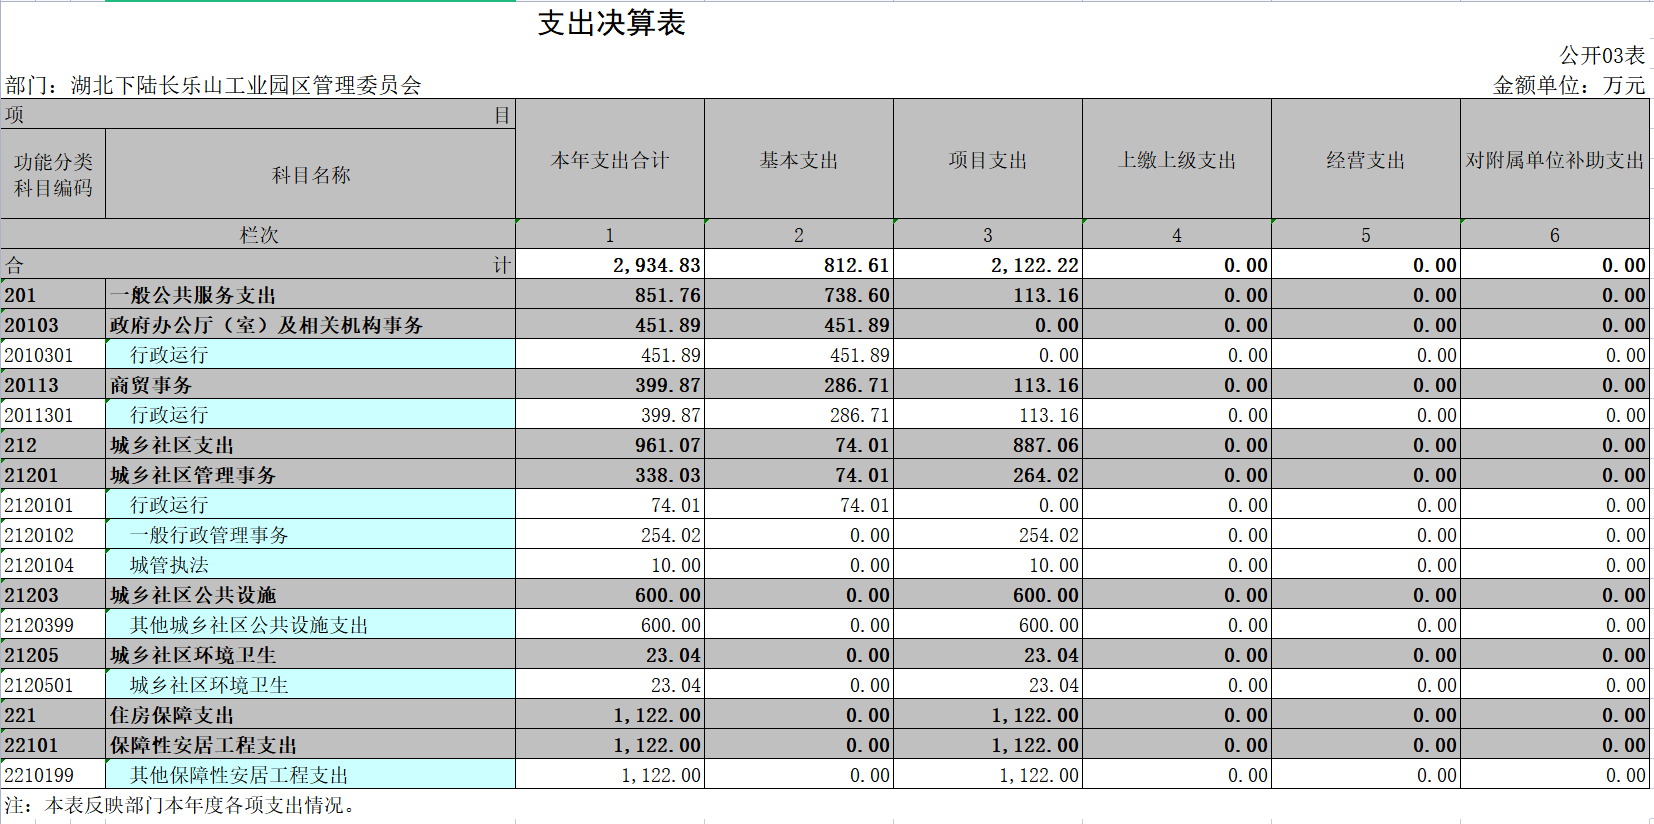 支出决算表
公开03表
部门：湖北下陆长乐山工业园区管理委员会 金额单位：万元
项 目 本年支出合计 基本支出 项目支出 上缴上级支出 经营支出 对附属单位补助支出
功能分类科目编码 科目名称
栏次 1 2 3 4 5 6
合 计 2,934.83 812.61 2,122.22 0.00 0.00 0.00
201 一般公共服务支出 851.76 738.60 113.16 0.00 0.00 0.00
20103 政府办公厅（室）及相关机构事务 451.89 451.89 0.00 0.00 0.00 0.00
2010301 行政运行 451.89 451.89 0.00 0.00 0.00 0.00
20113 商贸事务 399.87 286.71 113.16 0.00 0.00 0.00
2011301 行政运行 399.87 286.71 113.16 0.00 0.00 0.00
212 城乡社区支出 961.07 74.01 887.06 0.00 0.00 0.00
21201 城乡社区管理事务 338.03 74.01 264.02 0.00 0.00 0.00
2120101 行政运行 74.01 74.01 0.00 0.00 0.00 0.00
2120102 一般行政管理事务 254.02 0.00 254.02 0.00 0.00 0.00
2120104 城管执法 10.00 0.00 10.00 0.00 0.00 0.00
21203 城乡社区公共设施 600.00 0.00 600.00 0.00 0.00 0.00
2120399 其他城乡社区公共设施支出 600.00 0.00 600.00 0.00 0.00 0.00
21205 城乡社区环境卫生 23.04 0.00 23.04 0.00 0.00 0.00
2120501 城乡社区环境卫生 23.04 0.00 23.04 0.00 0.00 0.00
221 住房保障支出 1,122.00 0.00 1,122.00 0.00 0.00 0.00
22101 保障性安居工程支出 1,122.00 0.00 1,122.00 0.00 0.00 0.00
2210199 其他保障性安居工程支出 1,122.00 0.00 1,122.00 0.00 0.00 0.00
注：本表反映部门本年度各项支出情况。